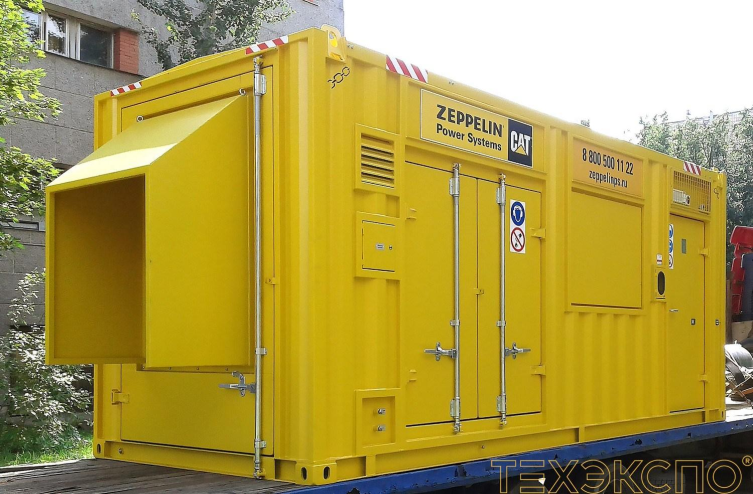 ZEPPELIN
Power Systems
CAT
8 800 500 11 22
zeppelinps.ru
ТЕХЭКСПО®